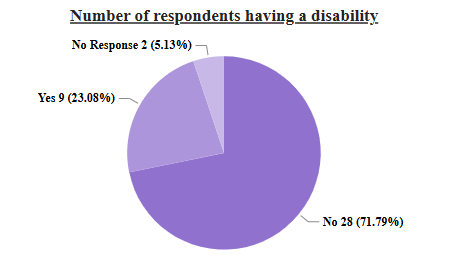 Number of respondents having a disability
No Response 2 (5.13%)
Yes 9 (23.08%)
No 28 (71.79%)